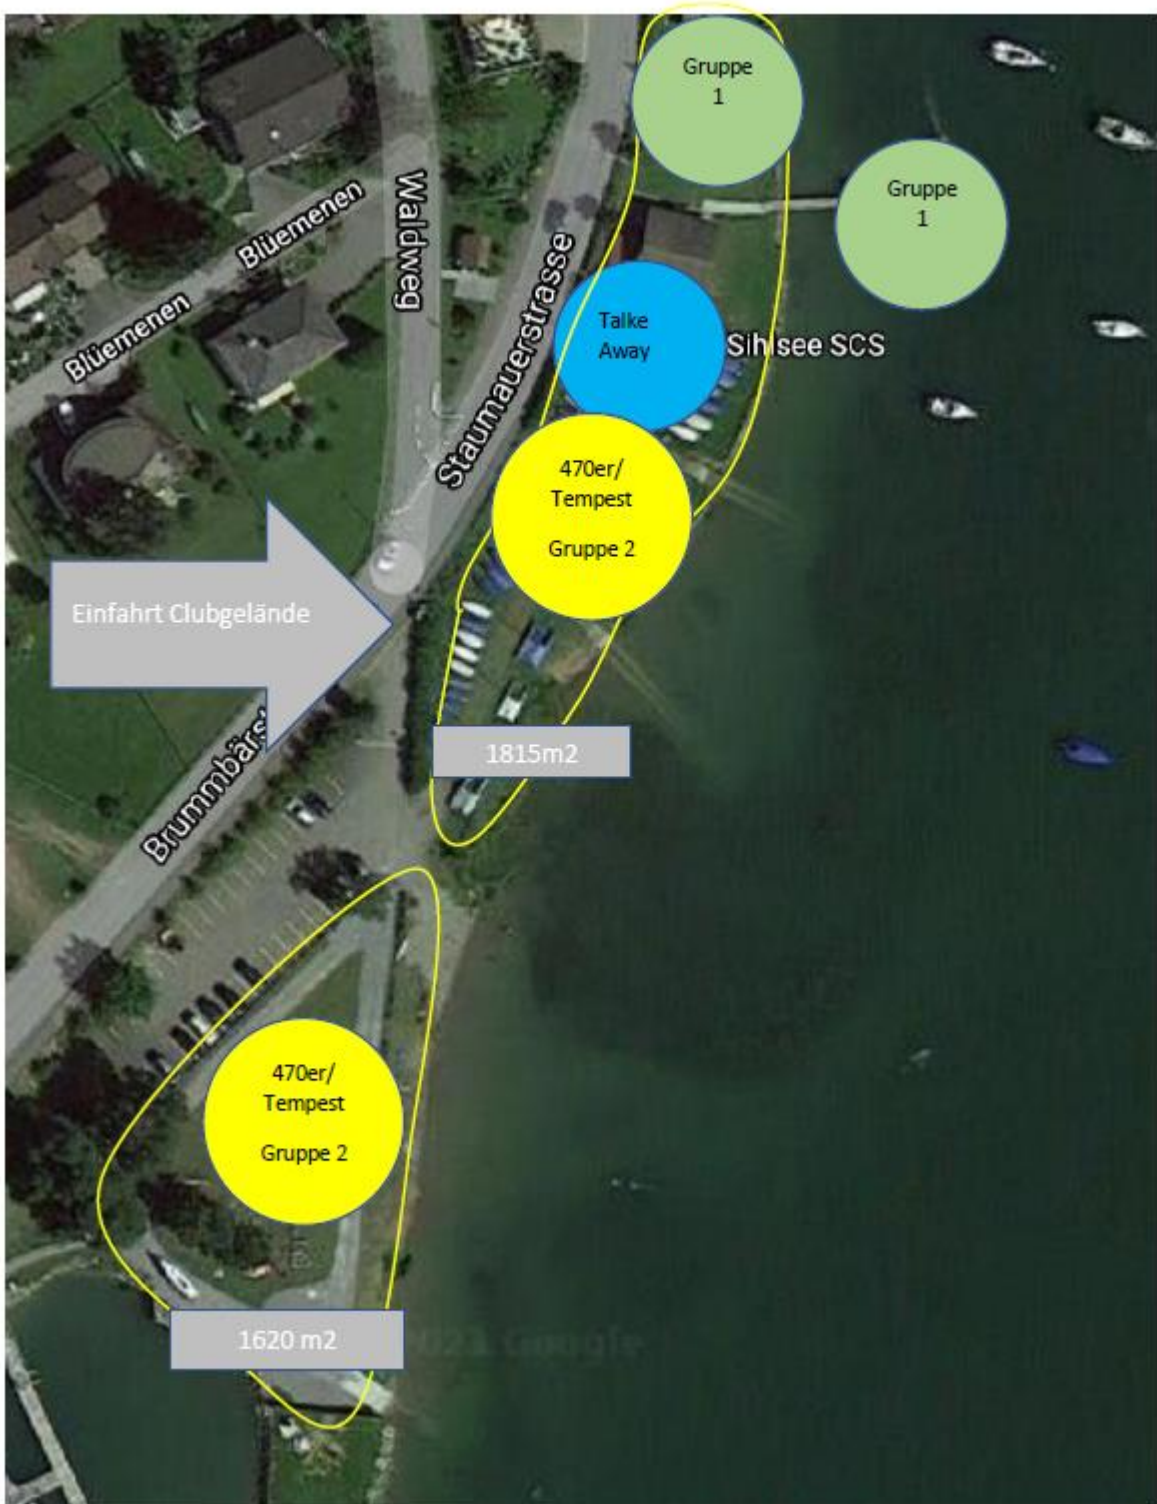 Gruppe
1
Gruppe
1
Blüemenen
Waldweg
Blüemenen
Staumauerstrasse
Talke
Away
Sihlsee SCS
470er/
Tempest
Gruppe 2
Einfahrt Clubgelände
1815m2
Brummbärst
470er/
Tempest
Gruppe 2
1620 m2
Google